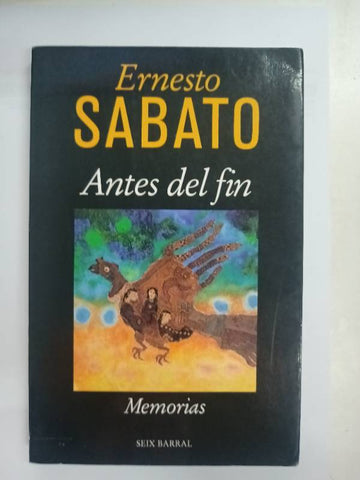 Ernesto
SABATO
Antes del fin
Memorias
SEIX BARRAL